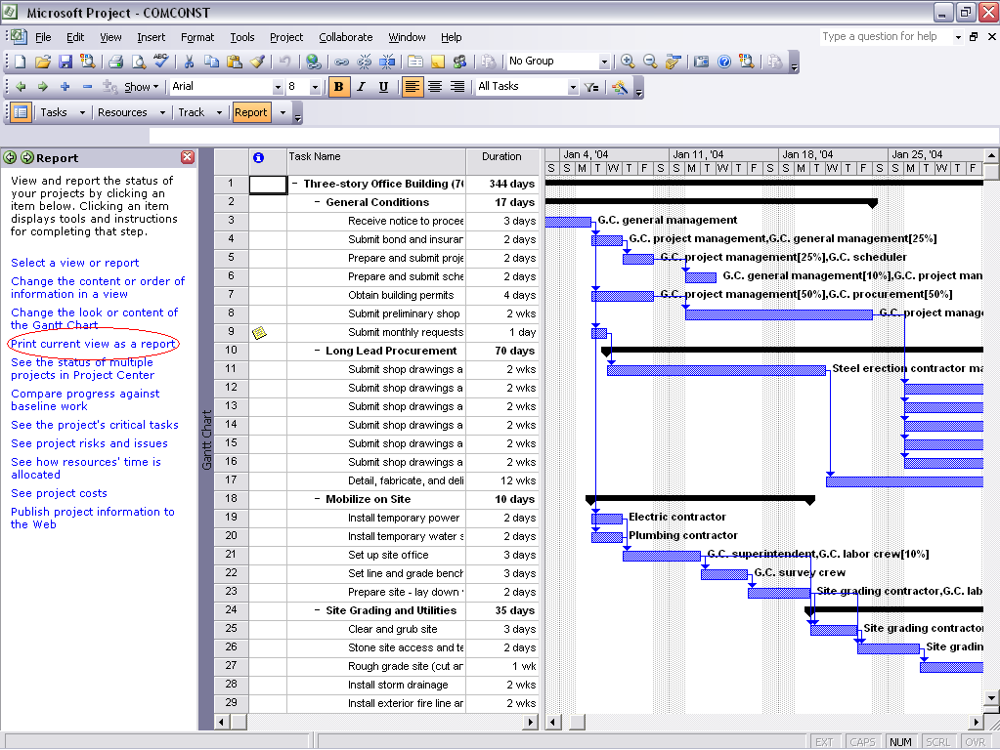 Microsoft Project - COMCONST
File Edit View Insert Format Tools Project Collaborate Window Help
Type a question for help
No Group
Show Arial 8 B I U All Tasks
Tasks Resources Track Report
Report
View and report the status of
your projects by clicking an
item below. Clicking an item
displays tools and instructions
for completing that step.
Select a view or report
Change the content or order of
information in a view
Change the look or content of
the Gantt Chart
Print current view as a report
See the status of multiple
projects in Project Center
Compare progress against
baseline work
See the project's critical tasks
See project risks and issues
See how resources' time is
allocated
See project costs
Publish project information to
the Web
Gantt Chart
Task Name Duration
1 − Three-story Office Building (76 344 days
2 − General Conditions 17 days
3 Receive notice to procee 3 days
4 Submit bond and insuran 2 days
5 Prepare and submit proje 2 days
6 Prepare and submit sche 2 days
7 Obtain building permits 4 days
8 Submit preliminary shop 2 wks
9 Submit monthly requests 1 day
10 − Long Lead Procurement 70 days
11 Submit shop drawings a 2 wks
12 Submit shop drawings a 2 wks
13 Submit shop drawings a 2 wks
14 Submit shop drawings a 2 wks
15 Submit shop drawings a 2 wks
16 Submit shop drawings a 2 wks
17 Detail, fabricate, and deli 12 wks
18 − Mobilize on Site 10 days
19 Install temporary power 2 days
20 Install temporary water s 2 days
21 Set up site office 3 days
22 Set line and grade bench 3 days
23 Prepare site - lay down 2 days
24 − Site Grading and Utilities 35 days
25 Clear and grub site 3 days
26 Stone site access and te 2 days
27 Rough grade site (cut an 1 wk
28 Install storm drainage 2 wks
29 Install exterior fire line an 2 wks
Jan 4, '04 Jan 11, '04 Jan 18, '04 Jan 25, '04
S S M T W T F S S M T W T F S S M T W T F S S M T W T F
G.C. general management
G.C. project management,G.C. general management[25%]
G.C. project management[25%],G.C. scheduler
G.C. general management[10%],G.C. project man
G.C. project management[50%],G.C. procurement[50%]
G.C. project manage
Steel erection contractor ma
Electric contractor
Plumbing contractor
G.C. superintendent,G.C. labor crew[10%]
G.C. survey crew
Site grading contractor,G.C. lab
Site grading contractor
Site gradin
EXT CAPS NUM SCRL OVR